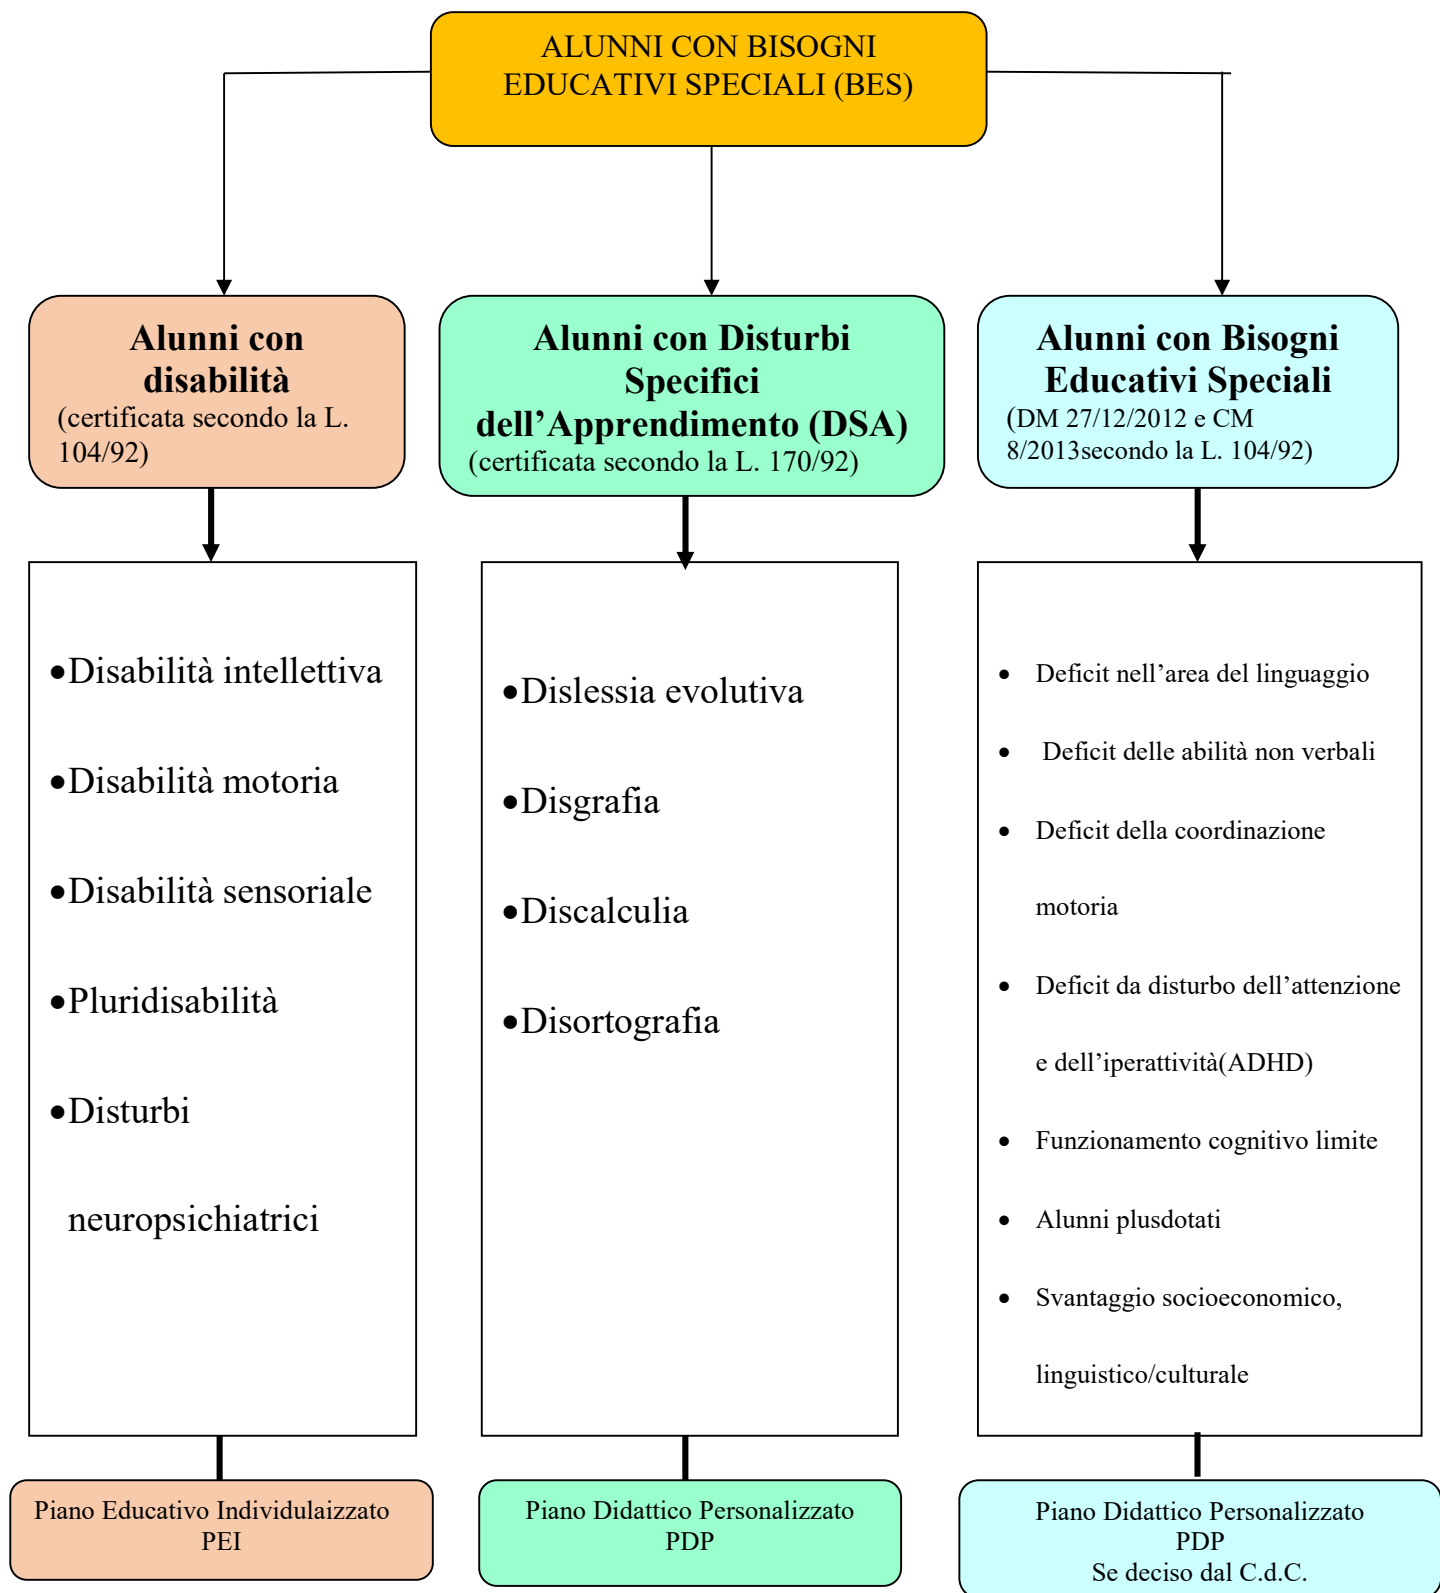 ALUNNI CON BISOGNI
EDUCATIVI SPECIALI (BES)
Alunni con
disabilità
(certificata secondo la L.
104/92)
Alunni con Disturbi
Specifici
dell’Apprendimento (DSA)
(certificata secondo la L. 170/92)
Alunni con Bisogni
Educativi Speciali
(DM 27/12/2012 e CM
8/2013secondo la L. 104/92)
•Disabilità intellettiva
•Disabilità motoria
•Disabilità sensoriale
•Pluridisabilità
•Disturbi
neuropsichiatrici
•Dislessia evolutiva
•Disgrafia
•Discalculia
•Disortografia
• Deficit nell’area del linguaggio
• Deficit delle abilità non verbali
• Deficit della coordinazione
motoria
• Deficit da disturbo dell’attenzione
e dell’iperattività(ADHD)
• Funzionamento cognitivo limite
• Alunni plusdotati
• Svantaggio socioeconomico,
linguistico/culturale
Piano Educativo Individulaizzato
PEI
Piano Didattico Personalizzato
PDP
Piano Didattico Personalizzato
PDP
Se deciso dal C.d.C.